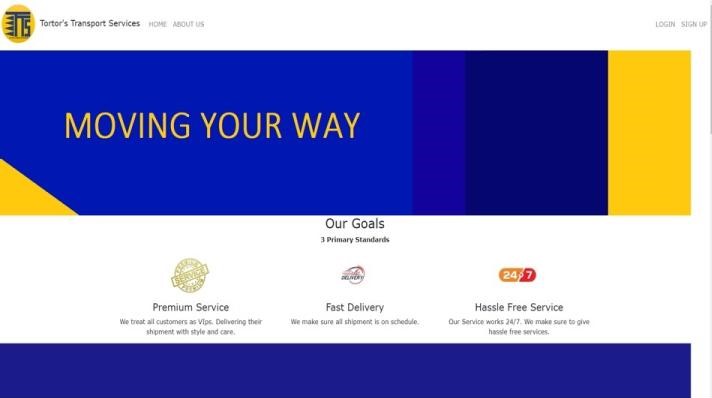 TTS
Tortor's Transport Services HOME ABOUT US LOGIN SIGN UP
MOVING YOUR WAY
Our Goals
3 Primary Standards
PREMIUM
SERVICE
PREMIUM
DELIVERY
24/7
Premium Service Fast Delivery Hassle Free Service
We treat all customers as VIps. Delivering their
shipment with style and care.
We make sure all shipment is on schedule.
Our Service works 24/7. We make sure to give
hassle free services.